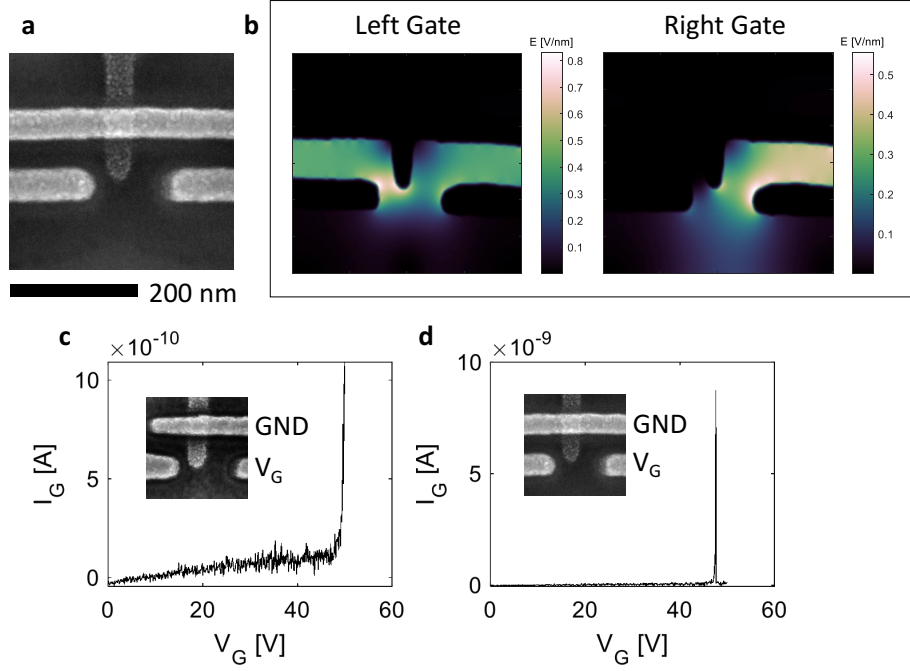 a
b
Left Gate
Right Gate
E [V/nm]
0.8
0.7
0.6
0.5
0.4
0.3
0.2
0.1
E [V/nm]
0.5
0.4
0.3
0.2
0.1
200 nm
c
×10⁻¹⁰
10
5
0
I_G [A]
GND
V_G
0 20 40 60
V_G [V]
d
×10⁻⁹
10
5
0
I_G [A]
GND
V_G
0 20 40 60
V_G [V]